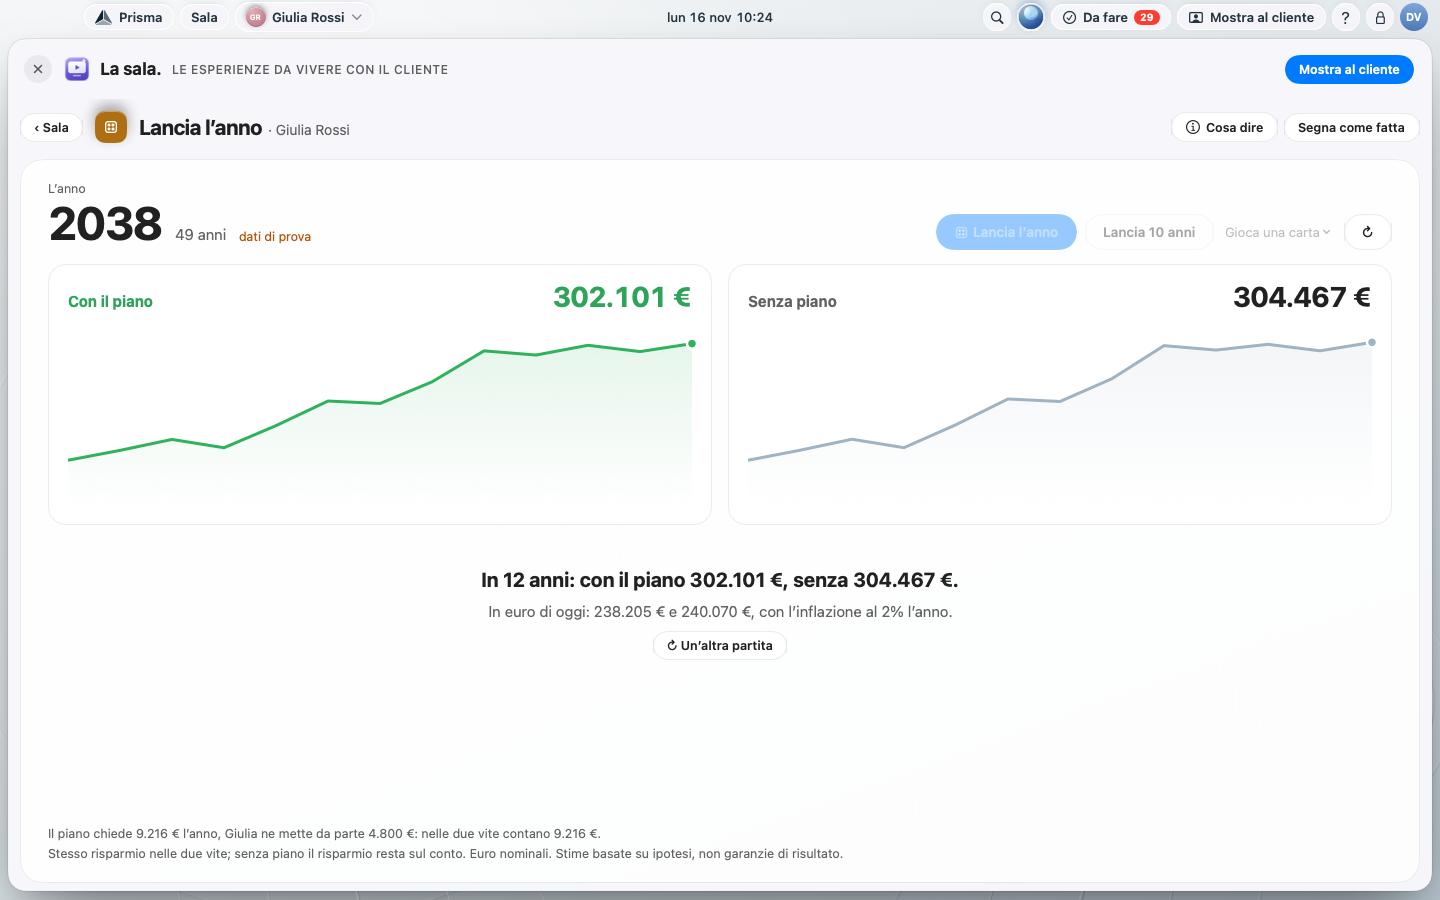 Prisma
Sala
GR Giulia Rossi
lun 16 nov 10:24
Da fare 29
Mostra al cliente
?
DV
La sala. LE ESPERIENZE DA VIVERE CON IL CLIENTE
Mostra al cliente
‹ Sala
Lancia l’anno · Giulia Rossi
Cosa dire
Segna come fatta
L’anno
2038 49 anni dati di prova
Lancia l’anno
Lancia 10 anni
Gioca una carta
Con il piano 302.101 €
Senza piano 304.467 €
In 12 anni: con il piano 302.101 €, senza 304.467 €.
In euro di oggi: 238.205 € e 240.070 €, con l’inflazione al 2% l’anno.
Un’altra partita
Il piano chiede 9.216 € l’anno, Giulia ne mette da parte 4.800 €: nelle due vite contano 9.216 €.
Stesso risparmio nelle due vite; senza piano il risparmio resta sul conto. Euro nominali. Stime basate su ipotesi, non garanzie di risultato.